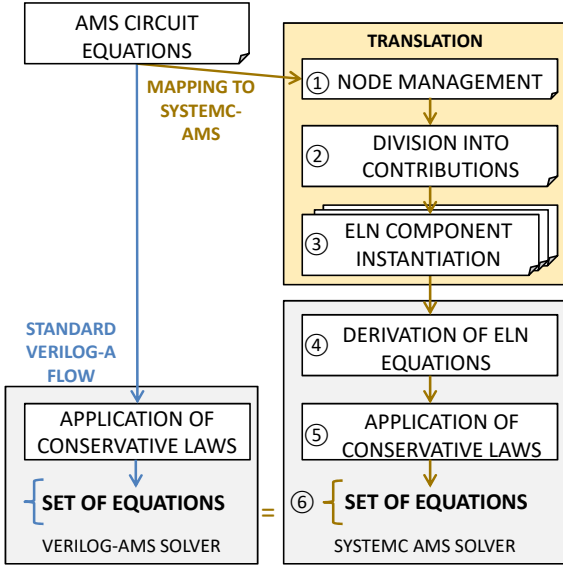 AMS CIRCUIT
EQUATIONS
TRANSLATION
MAPPING TO
SYSTEMC-
AMS
① NODE MANAGEMENT
② DIVISION INTO
CONTRIBUTIONS
③ ELN COMPONENT
INSTANTIATION
STANDARD
VERILOG-A
FLOW
④ DERIVATION OF ELN
EQUATIONS
APPLICATION OF
CONSERVATIVE LAWS
SET OF EQUATIONS
VERILOG-AMS SOLVER
=
⑤ APPLICATION OF
CONSERVATIVE LAWS
⑥ SET OF EQUATIONS
SYSTEMC AMS SOLVER